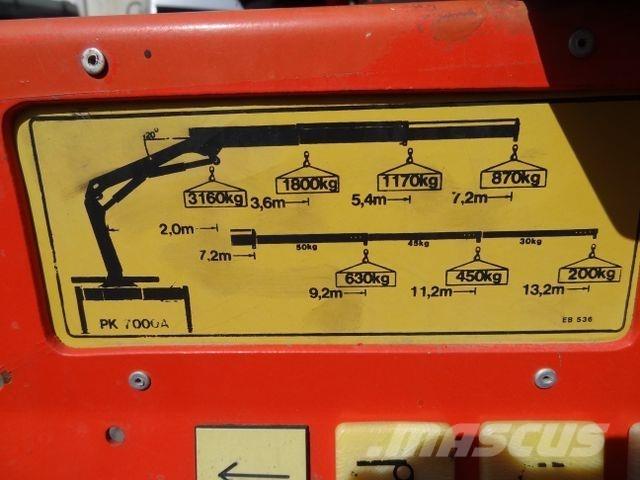 20°
3160kg 1800kg 1170kg 870kg
2,0m 3,6m 5,4m 7,2m
7,2m 50kg 45kg 30kg
630kg 450kg 200kg
9,2m 11,2m 13,2m
PK 7000A
EB 536
MASCUS